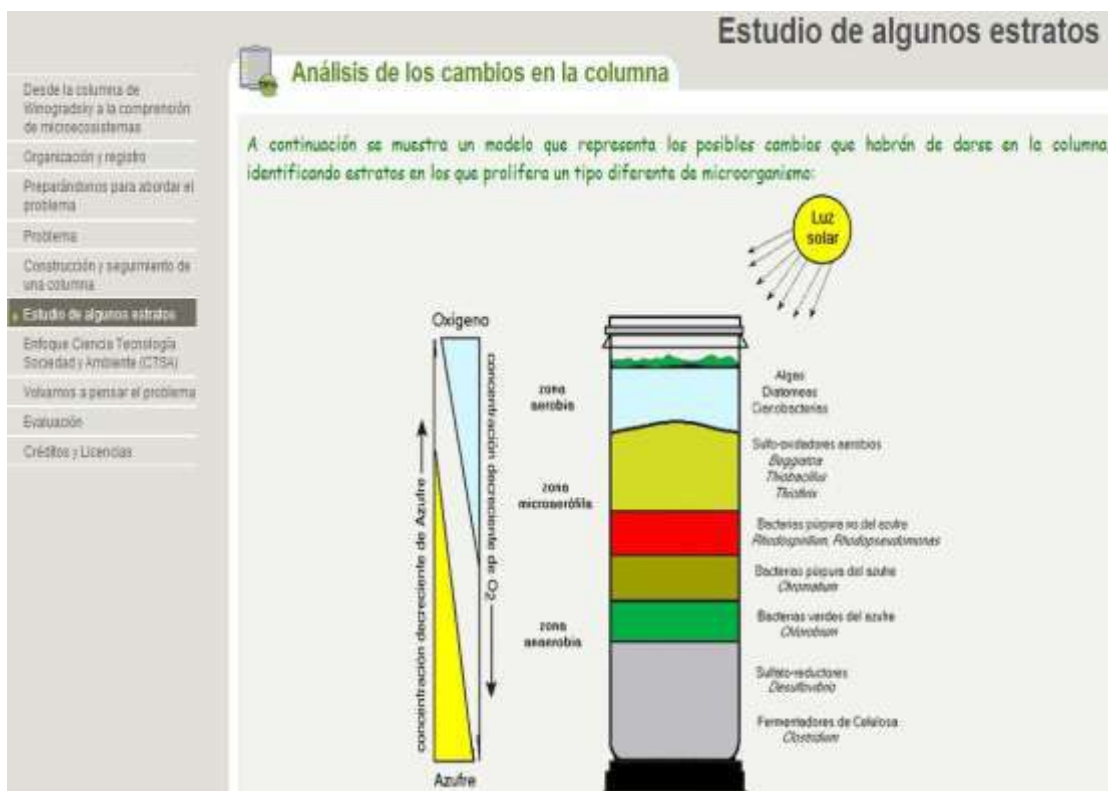 Estudio de algunos estratos
Análisis de los cambios en la columna
Desde la columna de
Winogradsky a la comprensión
de microecosistemas
Organización y registro
Preparándonos para abordar el
problema
Problema
Construcción y seguimiento de
una columna
Estudio de algunos estratos
Enfoque Ciencia Tecnología
Sociedad y Ambiente (CTSA)
Volvamos a pensar el problema
Evaluación
Créditos y Licencias
A continuación se muestra un modelo que representa los posibles cambios que habrán de darse en la columna,
identificando estratos en los que prolifera un tipo diferente de microorganismo:
Luz
solar
Oxígeno
concentración decreciente de Azufre
concentración decreciente de O2
Azufre
zona
aerobia
zona
microaerófila
zona
anaerobia
Algas
Diatomeas
Cianobacterias
Sulfo-oxidadores aerobios
Beggiatoa
Thiobacillus
Thiothrix
Bacterias púrpura no del azufre
Rhodospirillum, Rhodopseudomonas
Bacterias púrpura del azufre
Chromatium
Bacterias verdes del azufre
Chlorobium
Sulfato-reductores
Desulfovibrio
Fermentadores de Celulosa
Clostridium